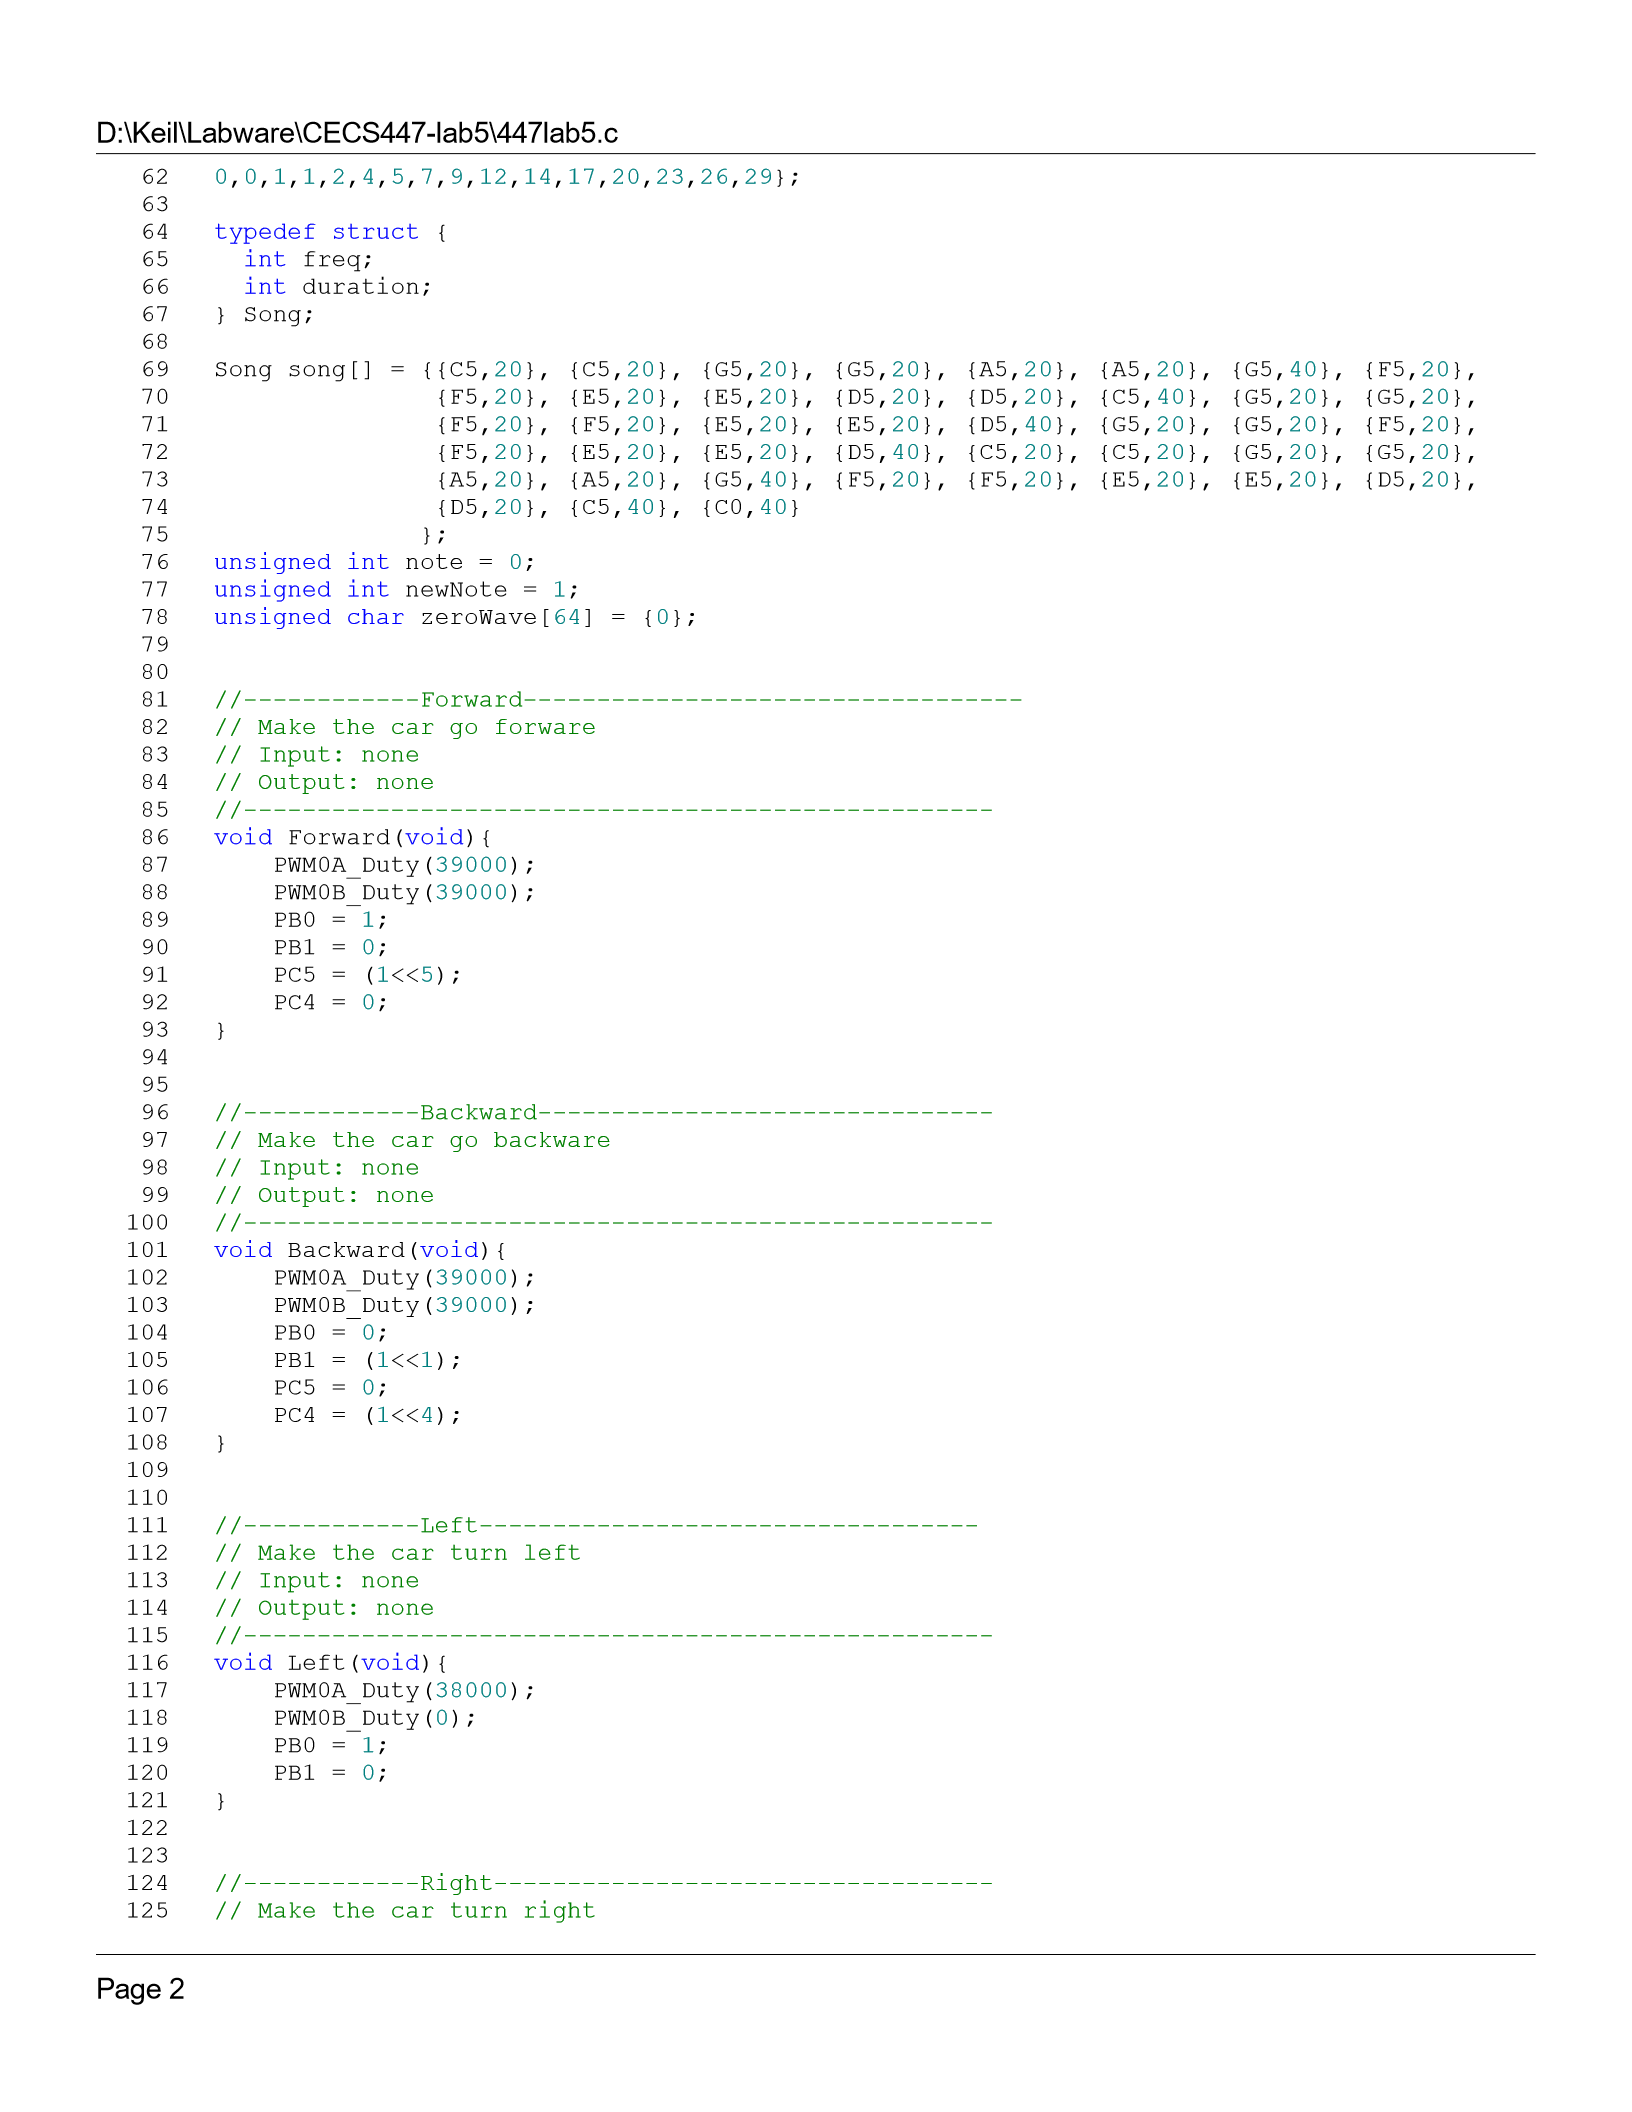 D:\Keil\Labware\CECS447-lab5\447lab5.c
62   0,0,1,1,2,4,5,7,9,12,14,17,20,23,26,29};
63
64   typedef struct {
65     int freq;
66     int duration;
67   } Song;
68
69   Song song[] = {{C5,20}, {C5,20}, {G5,20}, {G5,20}, {A5,20}, {A5,20}, {G5,40}, {F5,20},
70                  {F5,20}, {E5,20}, {E5,20}, {D5,20}, {D5,20}, {C5,40}, {G5,20}, {G5,20},
71                  {F5,20}, {F5,20}, {E5,20}, {E5,20}, {D5,40}, {G5,20}, {G5,20}, {F5,20},
72                  {F5,20}, {E5,20}, {E5,20}, {D5,40}, {C5,20}, {C5,20}, {G5,20}, {G5,20},
73                  {A5,20}, {A5,20}, {G5,40}, {F5,20}, {F5,20}, {E5,20}, {E5,20}, {D5,20},
74                  {D5,20}, {C5,40}, {C0,40}
75                 };
76   unsigned int note = 0;
77   unsigned int newNote = 1;
78   unsigned char zeroWave[64] = {0};
79
80
81   //------------Forward----------------------------------
82   // Make the car go forware
83   // Input: none
84   // Output: none
85   //---------------------------------------------------
86   void Forward(void){
87       PWM0A_Duty(39000);
88       PWM0B_Duty(39000);
89       PB0 = 1;
90       PB1 = 0;
91       PC5 = (1<<5);
92       PC4 = 0;
93   }
94
95
96   //------------Backward-------------------------------
97   // Make the car go backware
98   // Input: none
99   // Output: none
100   //---------------------------------------------------
101   void Backward(void){
102       PWM0A_Duty(39000);
103       PWM0B_Duty(39000);
104       PB0 = 0;
105       PB1 = (1<<1);
106       PC5 = 0;
107       PC4 = (1<<4);
108   }
109
110
111   //------------Left----------------------------------
112   // Make the car turn left
113   // Input: none
114   // Output: none
115   //---------------------------------------------------
116   void Left(void){
117       PWM0A_Duty(38000);
118       PWM0B_Duty(0);
119       PB0 = 1;
120       PB1 = 0;
121   }
122
123
124   //------------Right----------------------------------
125   // Make the car turn right
Page 2